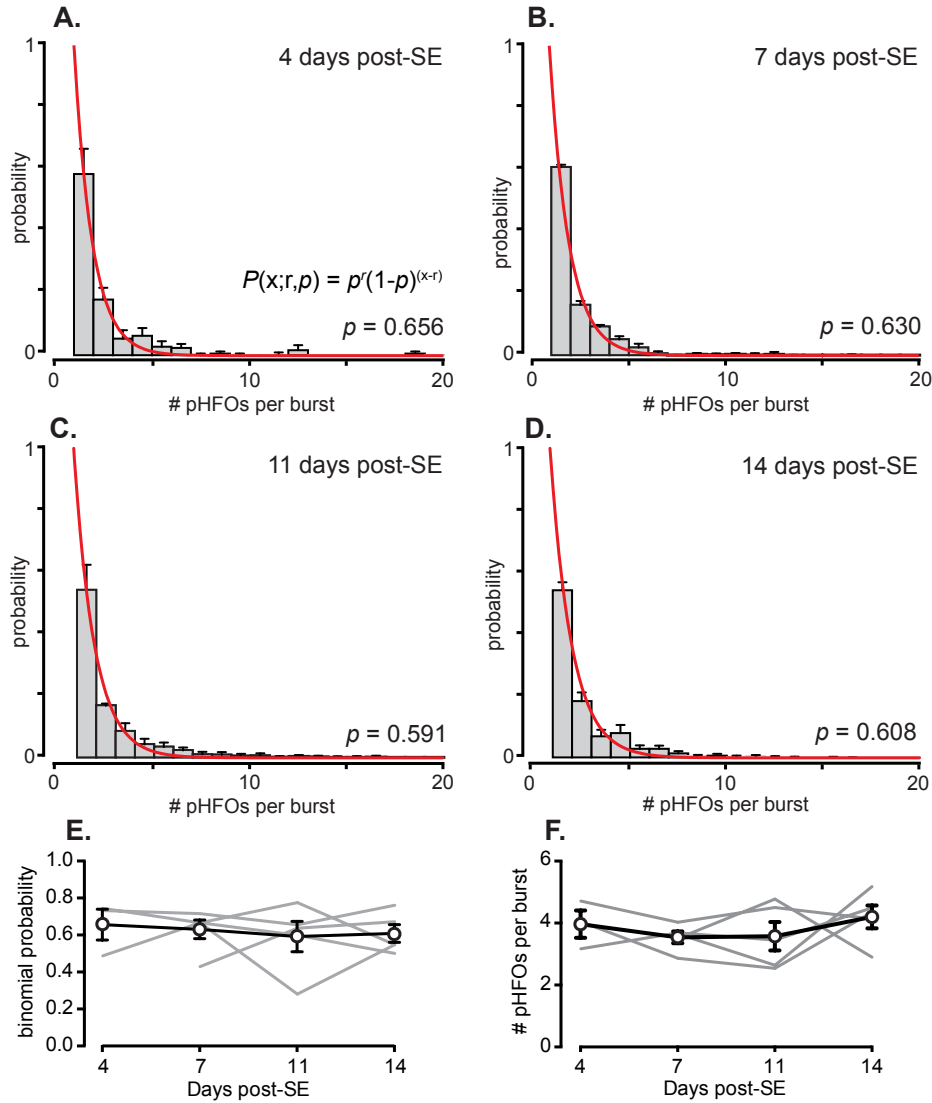 A.
1
4 days post-SE
probability
P(x;r,p) = p^r(1-p)^(x-r)
p = 0.656
0
0 10 20
# pHFOs per burst
B.
1
7 days post-SE
probability
p = 0.630
0
0 10 20
# pHFOs per burst
C.
1
11 days post-SE
probability
p = 0.591
0
0 10 20
# pHFOs per burst
D.
1
14 days post-SE
probability
p = 0.608
0
0 10 20
# pHFOs per burst
E.
1.0
0.8
0.6
0.4
0.2
0.0
binomial probability
4 7 11 14
Days post-SE
F.
6
4
2
0
# pHFOs per burst
4 7 11 14
Days post-SE